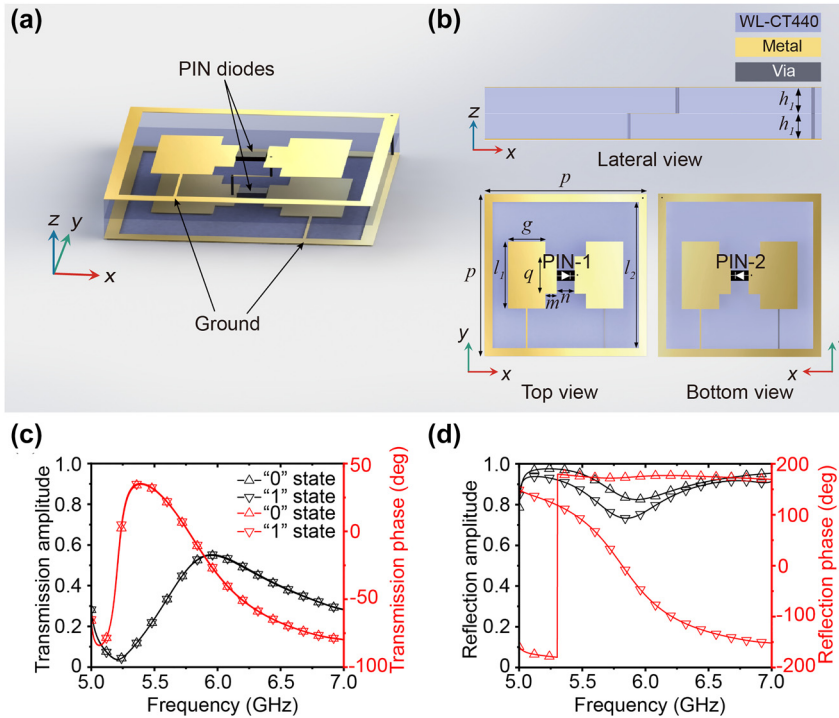 (a)
PIN diodes
z
y
x
Ground
(b)
WL-CT440
Metal
Via
z
x
h1
h1
Lateral view
p
p
g
l1
q
PIN-1
m
n
l2
PIN-2
y
x
Top view
x
Bottom view
(c)
Transmission amplitude
1.0
0.8
0.6
0.4
0.2
0
5.0
5.5
6.0
6.5
7.0
Frequency (GHz)
"0" state
"1" state
"0" state
"1" state
50
0
-50
-100
Transmission phase (deg)
(d)
Reflection amplitude
1.0
0.8
0.6
0.4
0.2
0
5.0
5.5
6.0
6.5
7.0
Frequency (GHz)
200
100
0
-100
-200
Reflection phase (deg)